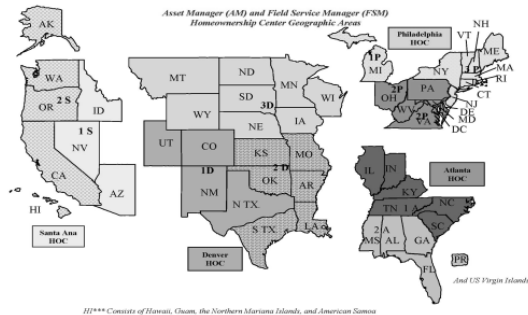 Asset Manager (AM) and Field Service Manager (FSM)
Homeownership Center Geographic Areas
AK
WA
OR
2 S
ID
1 S
NV
CA
AZ
HI
Santa Ana
HOC
MT
ND
MN
SD
3D
WI
WY
NE
IA
UT
CO
KS
MO
1D
2 D
OK
NM
AR
N TX
S TX
LA
Denver
HOC
Philadelphia
HOC
NH
VT
ME
1P
MI
NY
3 P
MA
RI
CT
PA
OH
2P
NJ
WV
DE
MD
2P
VA
DC
IL
IN
Atlanta
HOC
KY
NC
TN 1 A
SC
2 A
MS
AL
GA
FL
PR
And US Virgin Islands
HI*** Consists of Hawaii, Guam, the Northern Mariana Islands, and American Samoa